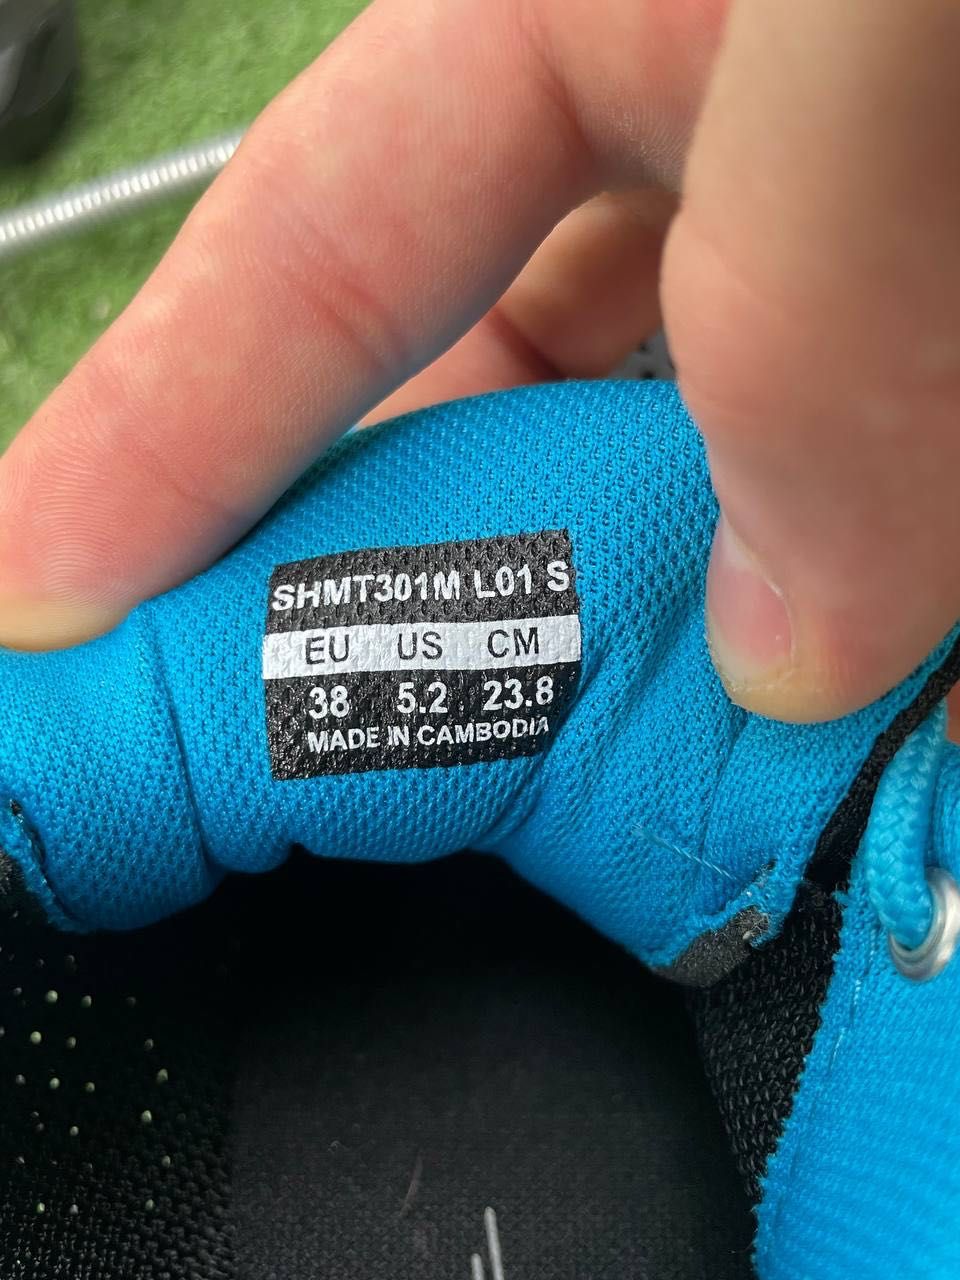 SHMT301M L01 S
EU US CM
38 5.2 23.8
MADE IN CAMBODIA